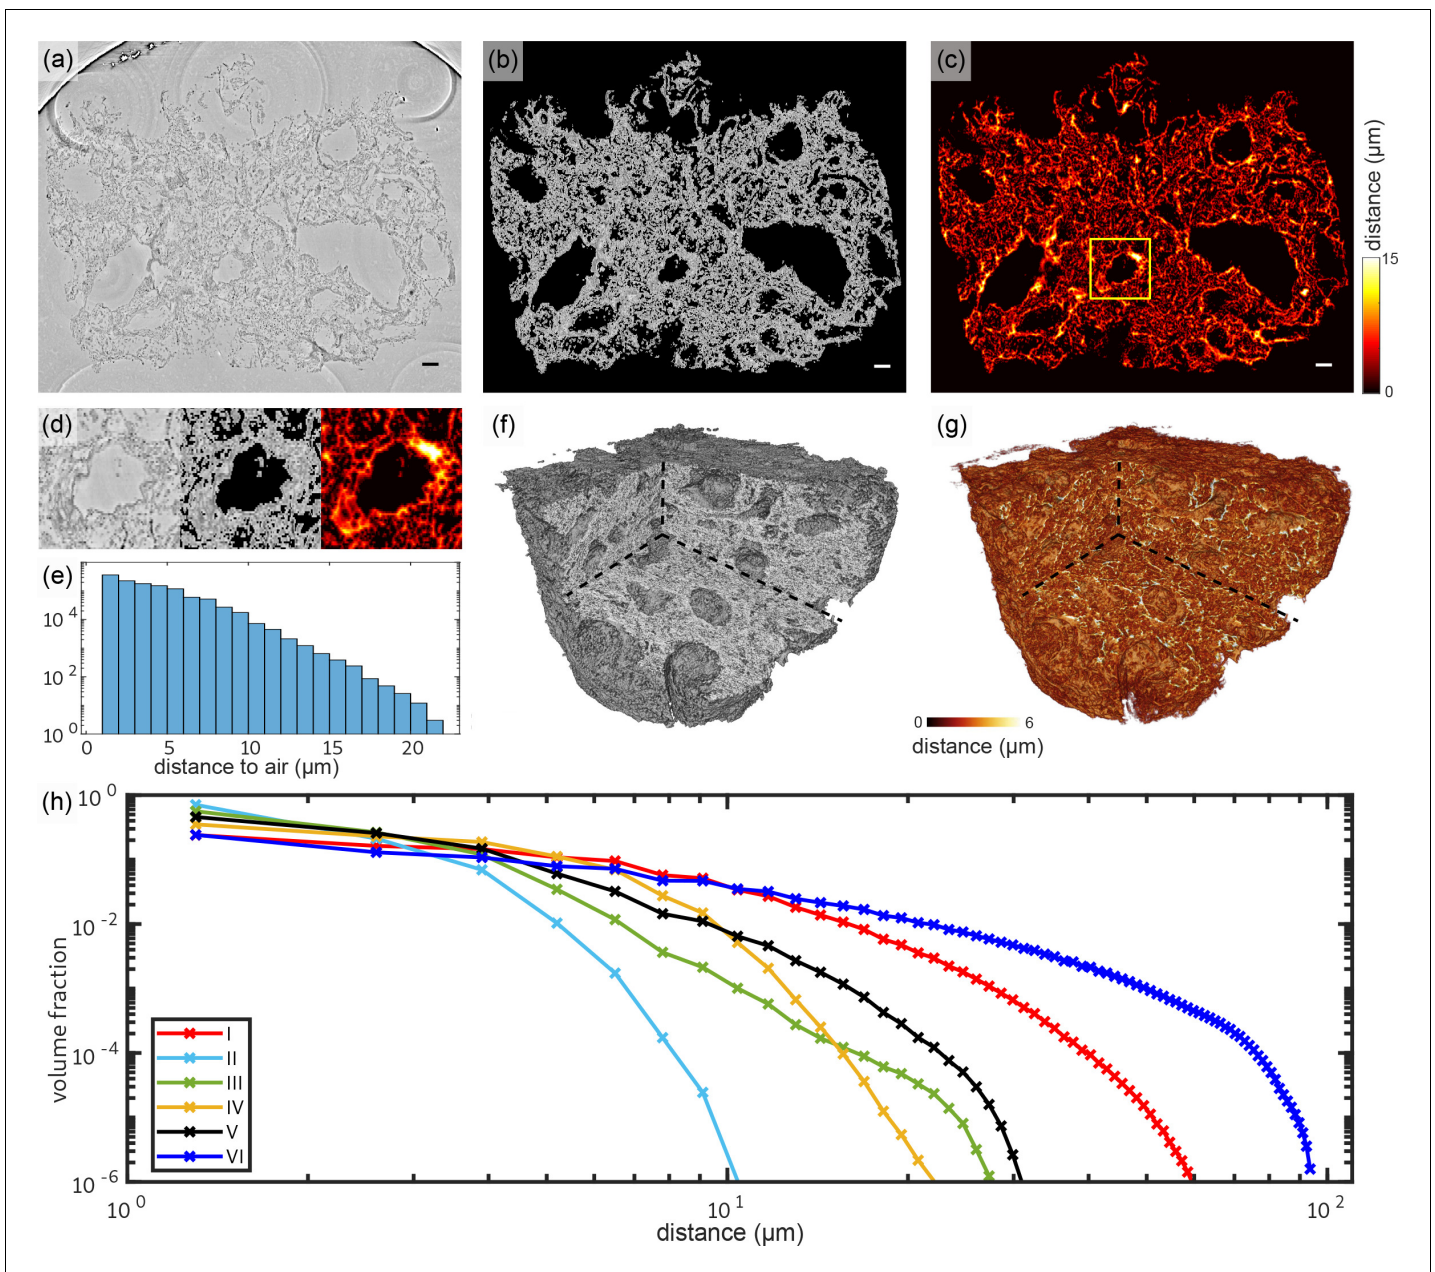 (a)
(b)
(c)
distance (µm)
15
0
(d)
(e)
10^4
10^2
10^0
0 5 10 15 20
distance to air (µm)
(f)
(g)
0 6
distance (µm)
(h)
10^0
10^-2
10^-4
10^-6
volume fraction
I
II
III
IV
V
VI
10^0 10^1 10^2
distance (µm)